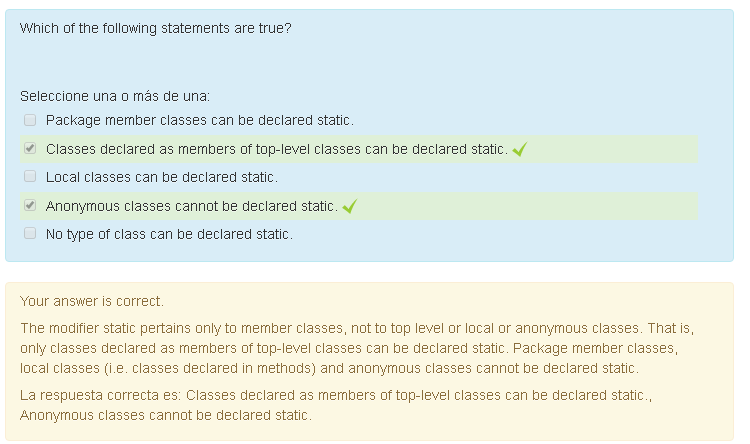 Which of the following statements are true?
Seleccione una o más de una:
Package member classes can be declared static.
Classes declared as members of top-level classes can be declared static.
Local classes can be declared static.
Anonymous classes cannot be declared static.
No type of class can be declared static.
Your answer is correct.
The modifier static pertains only to member classes, not to top level or local or anonymous classes. That is,
only classes declared as members of top-level classes can be declared static. Package member classes,
local classes (i.e. classes declared in methods) and anonymous classes cannot be declared static.
La respuesta correcta es: Classes declared as members of top-level classes can be declared static.,
Anonymous classes cannot be declared static.